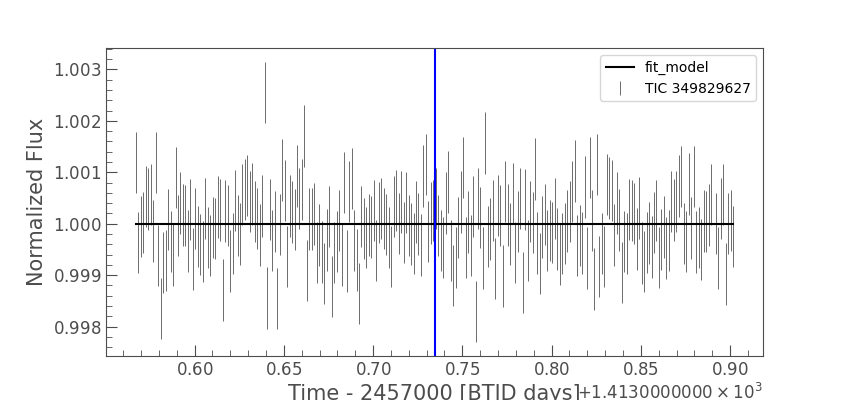 fit_model
TIC 349829627
1.003
1.002
1.001
1.000
0.999
0.998
Normalized Flux
0.60 0.65 0.70 0.75 0.80 0.85 0.90
Time - 2457000 [BTJD days]
+1.4130000000 × 10³